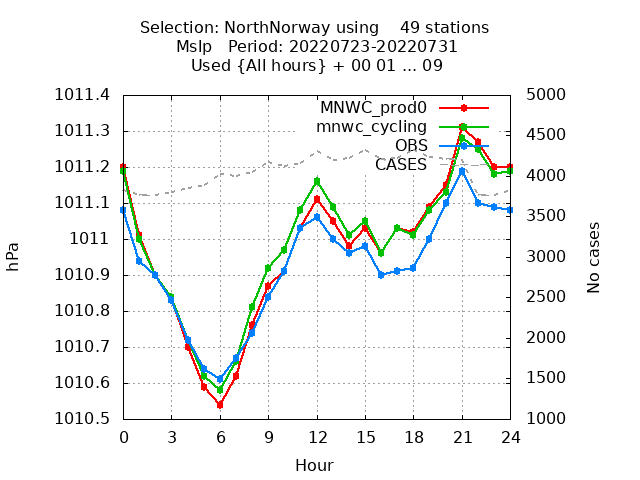 Selection: NorthNorway using    49 stations
Mslp   Period: 20220723-20220731
Used {All hours} + 00 01 ... 09
MNWC_prod0
mnwc_cycling
OBS
CASES
1011.4
1011.3
1011.2
1011.1
1011
1010.9
1010.8
1010.7
1010.6
1010.5
hPa
5000
4500
4000
3500
3000
2500
2000
1500
1000
No cases
0 3 6 9 12 15 18 21 24
Hour